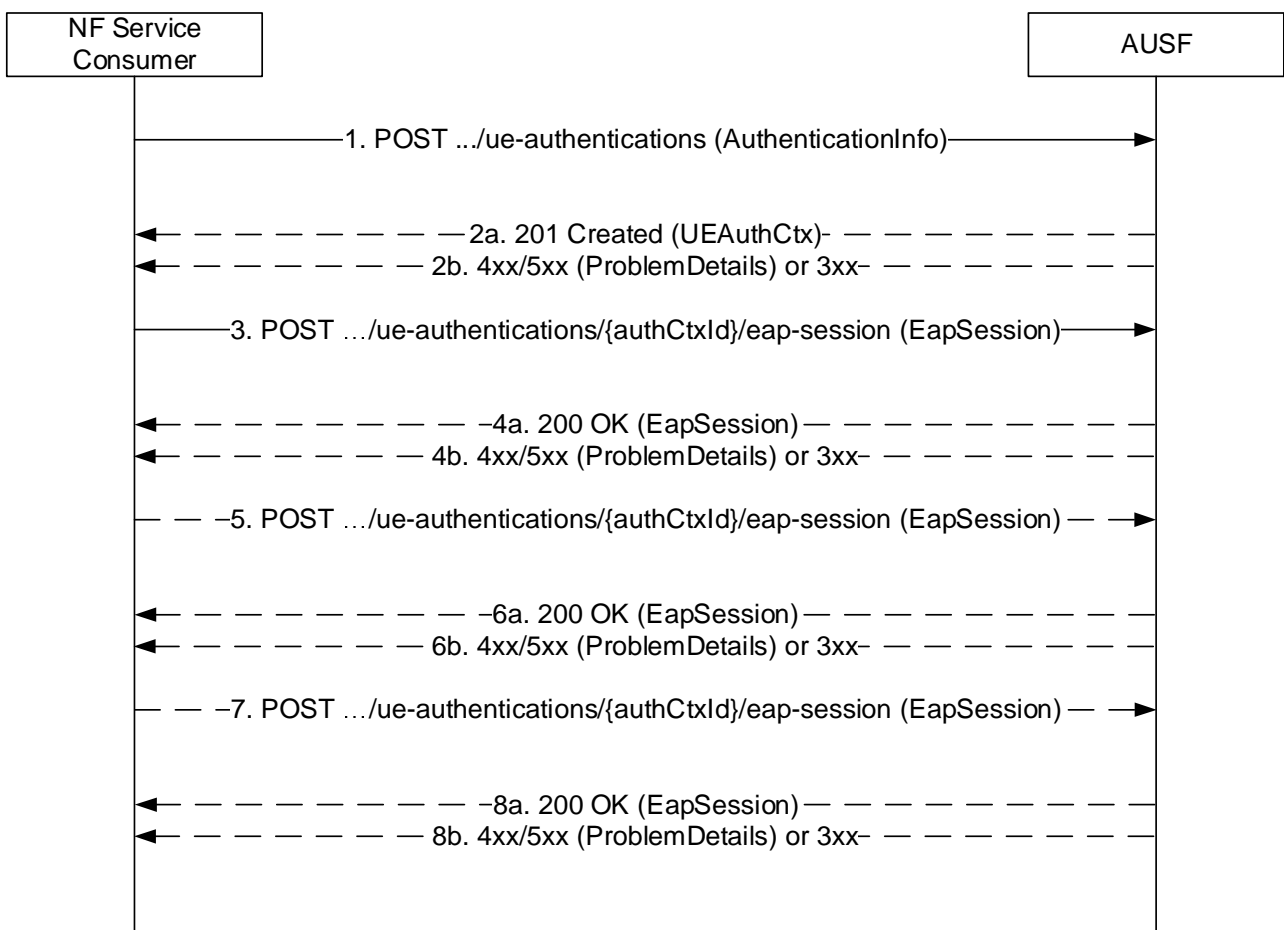 NF Service
Consumer
AUSF
1. POST .../ue-authentications (AuthenticationInfo)
2a. 201 Created (UEAuthCtx)
2b. 4xx/5xx (ProblemDetails) or 3xx
3. POST …/ue-authentications/{authCtxId}/eap-session (EapSession)
4a. 200 OK (EapSession)
4b. 4xx/5xx (ProblemDetails) or 3xx
5. POST …/ue-authentications/{authCtxId}/eap-session (EapSession)
6a. 200 OK (EapSession)
6b. 4xx/5xx (ProblemDetails) or 3xx
7. POST …/ue-authentications/{authCtxId}/eap-session (EapSession)
8a. 200 OK (EapSession)
8b. 4xx/5xx (ProblemDetails) or 3xx